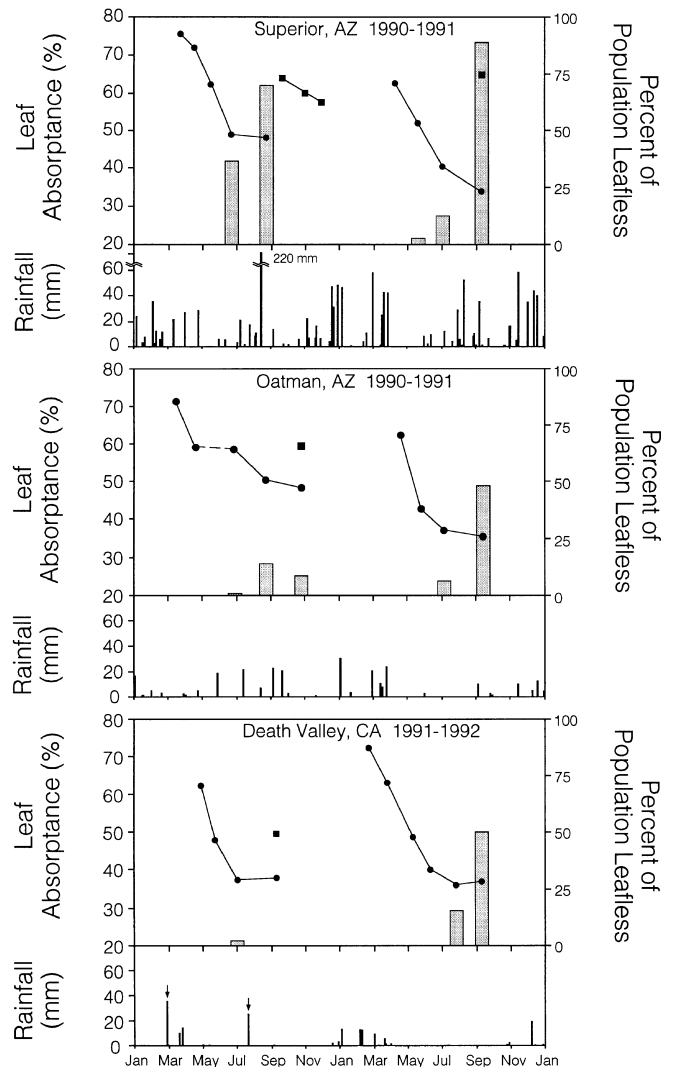 Superior, AZ 1990-1991
Leaf
Absorptance (%)
80
70
60
50
40
30
20
100
75
50
25
0
Percent of
Population Leafless
Rainfall
(mm)
60
40
20
0
220 mm
Oatman, AZ 1990-1991
Leaf
Absorptance (%)
80
70
60
50
40
30
20
100
75
50
25
0
Percent of
Population Leafless
Rainfall
(mm)
60
40
20
0
Death Valley, CA 1991-1992
Leaf
Absorptance (%)
80
70
60
50
40
30
20
100
75
50
25
0
Percent of
Population Leafless
Rainfall
(mm)
60
40
20
0
Jan Mar May Jul Sep Nov Jan Mar May Jul Sep Nov Jan